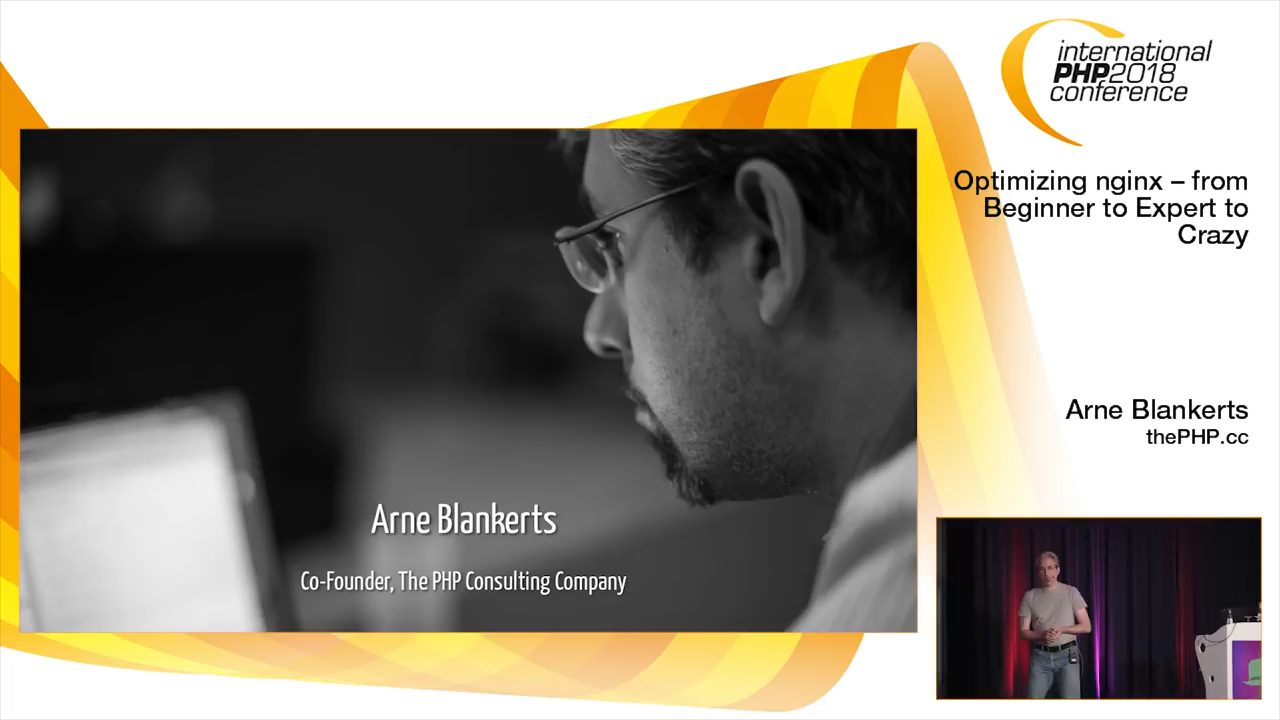 international
PHP2018
conference
Optimizing nginx – from
Beginner to Expert to
Crazy
Arne Blankerts
thePHP.cc
Arne Blankerts
Co-Founder, The PHP Consulting Company